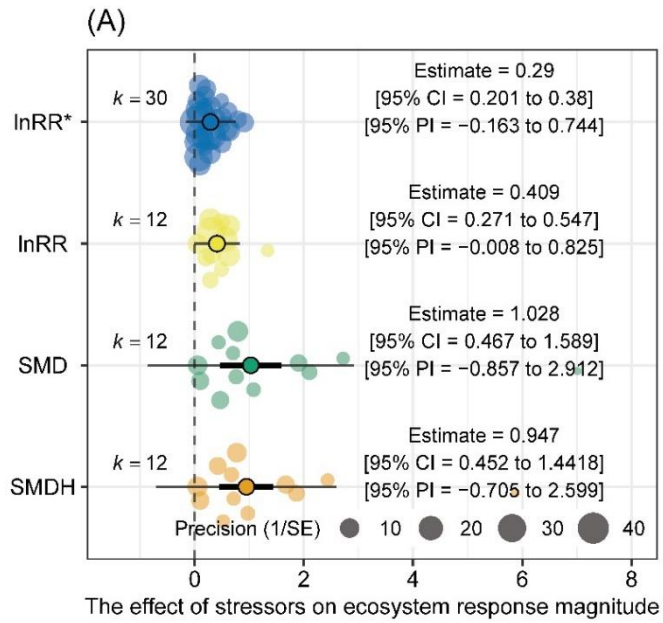 (A)
k = 30
Estimate = 0.29
[95% CI = 0.201 to 0.38]
[95% PI = −0.163 to 0.744]
lnRR*
k = 12
Estimate = 0.409
[95% CI = 0.271 to 0.547]
[95% PI = −0.008 to 0.825]
lnRR
k = 12
Estimate = 1.028
[95% CI = 0.467 to 1.589]
[95% PI = −0.857 to 2.912]
SMD
k = 12
Estimate = 0.947
[95% CI = 0.452 to 1.4418]
[95% PI = −0.705 to 2.599]
SMDH
Precision (1/SE) 10 20 30 40
0 2 4 6 8
The effect of stressors on ecosystem response magnitude